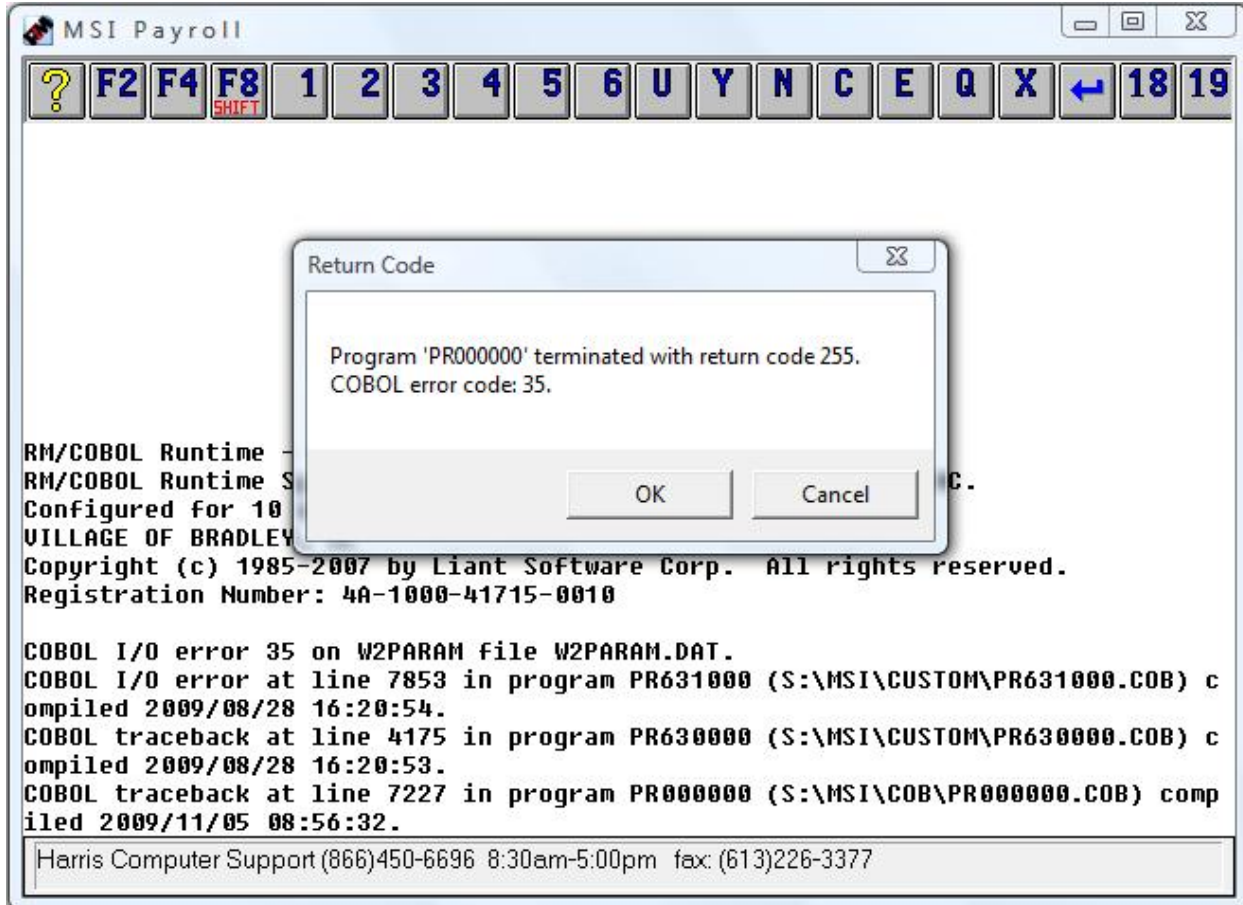 MSI Payroll
? F2 F4 F8 SHIFT 1 2 3 4 5 6 U Y N C E Q X 18 19
Return Code
Program 'PR000000' terminated with return code 255.
COBOL error code: 35.
OK Cancel
RM/COBOL Runtime -
RM/COBOL Runtime S C.
Configured for 10
VILLAGE OF BRADLEY
Copyright (c) 1985-2007 by Liant Software Corp. All rights reserved.
Registration Number: 4A-1000-41715-0010
COBOL I/O error 35 on W2PARAM file W2PARAM.DAT.
COBOL I/O error at line 7853 in program PR631000 (S:\MSI\CUSTOM\PR631000.COB) c
ompiled 2009/08/28 16:20:54.
COBOL traceback at line 4175 in program PR630000 (S:\MSI\CUSTOM\PR630000.COB) c
ompiled 2009/08/28 16:20:53.
COBOL traceback at line 7227 in program PR000000 (S:\MSI\COB\PR000000.COB) comp
iled 2009/11/05 08:56:32.
Harris Computer Support (866)450-6696 8:30am-5:00pm fax: (613)226-3377